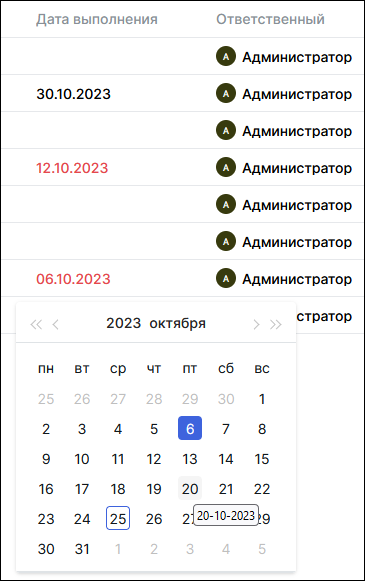 Дата выполнения Ответственный
A Администратор
30.10.2023 A Администратор
A Администратор
12.10.2023 A Администратор
A Администратор
A Администратор
06.10.2023 A Администратор
стратор
2023 октября
пн вт ср чт пт сб вс
25 26 27 28 29 30 1
2 3 4 5 6 7 8
9 10 11 12 13 14 15
16 17 18 19 20 21 22
23 24 25 26 29
20-10-2023
30 31 1 2 3 4 5